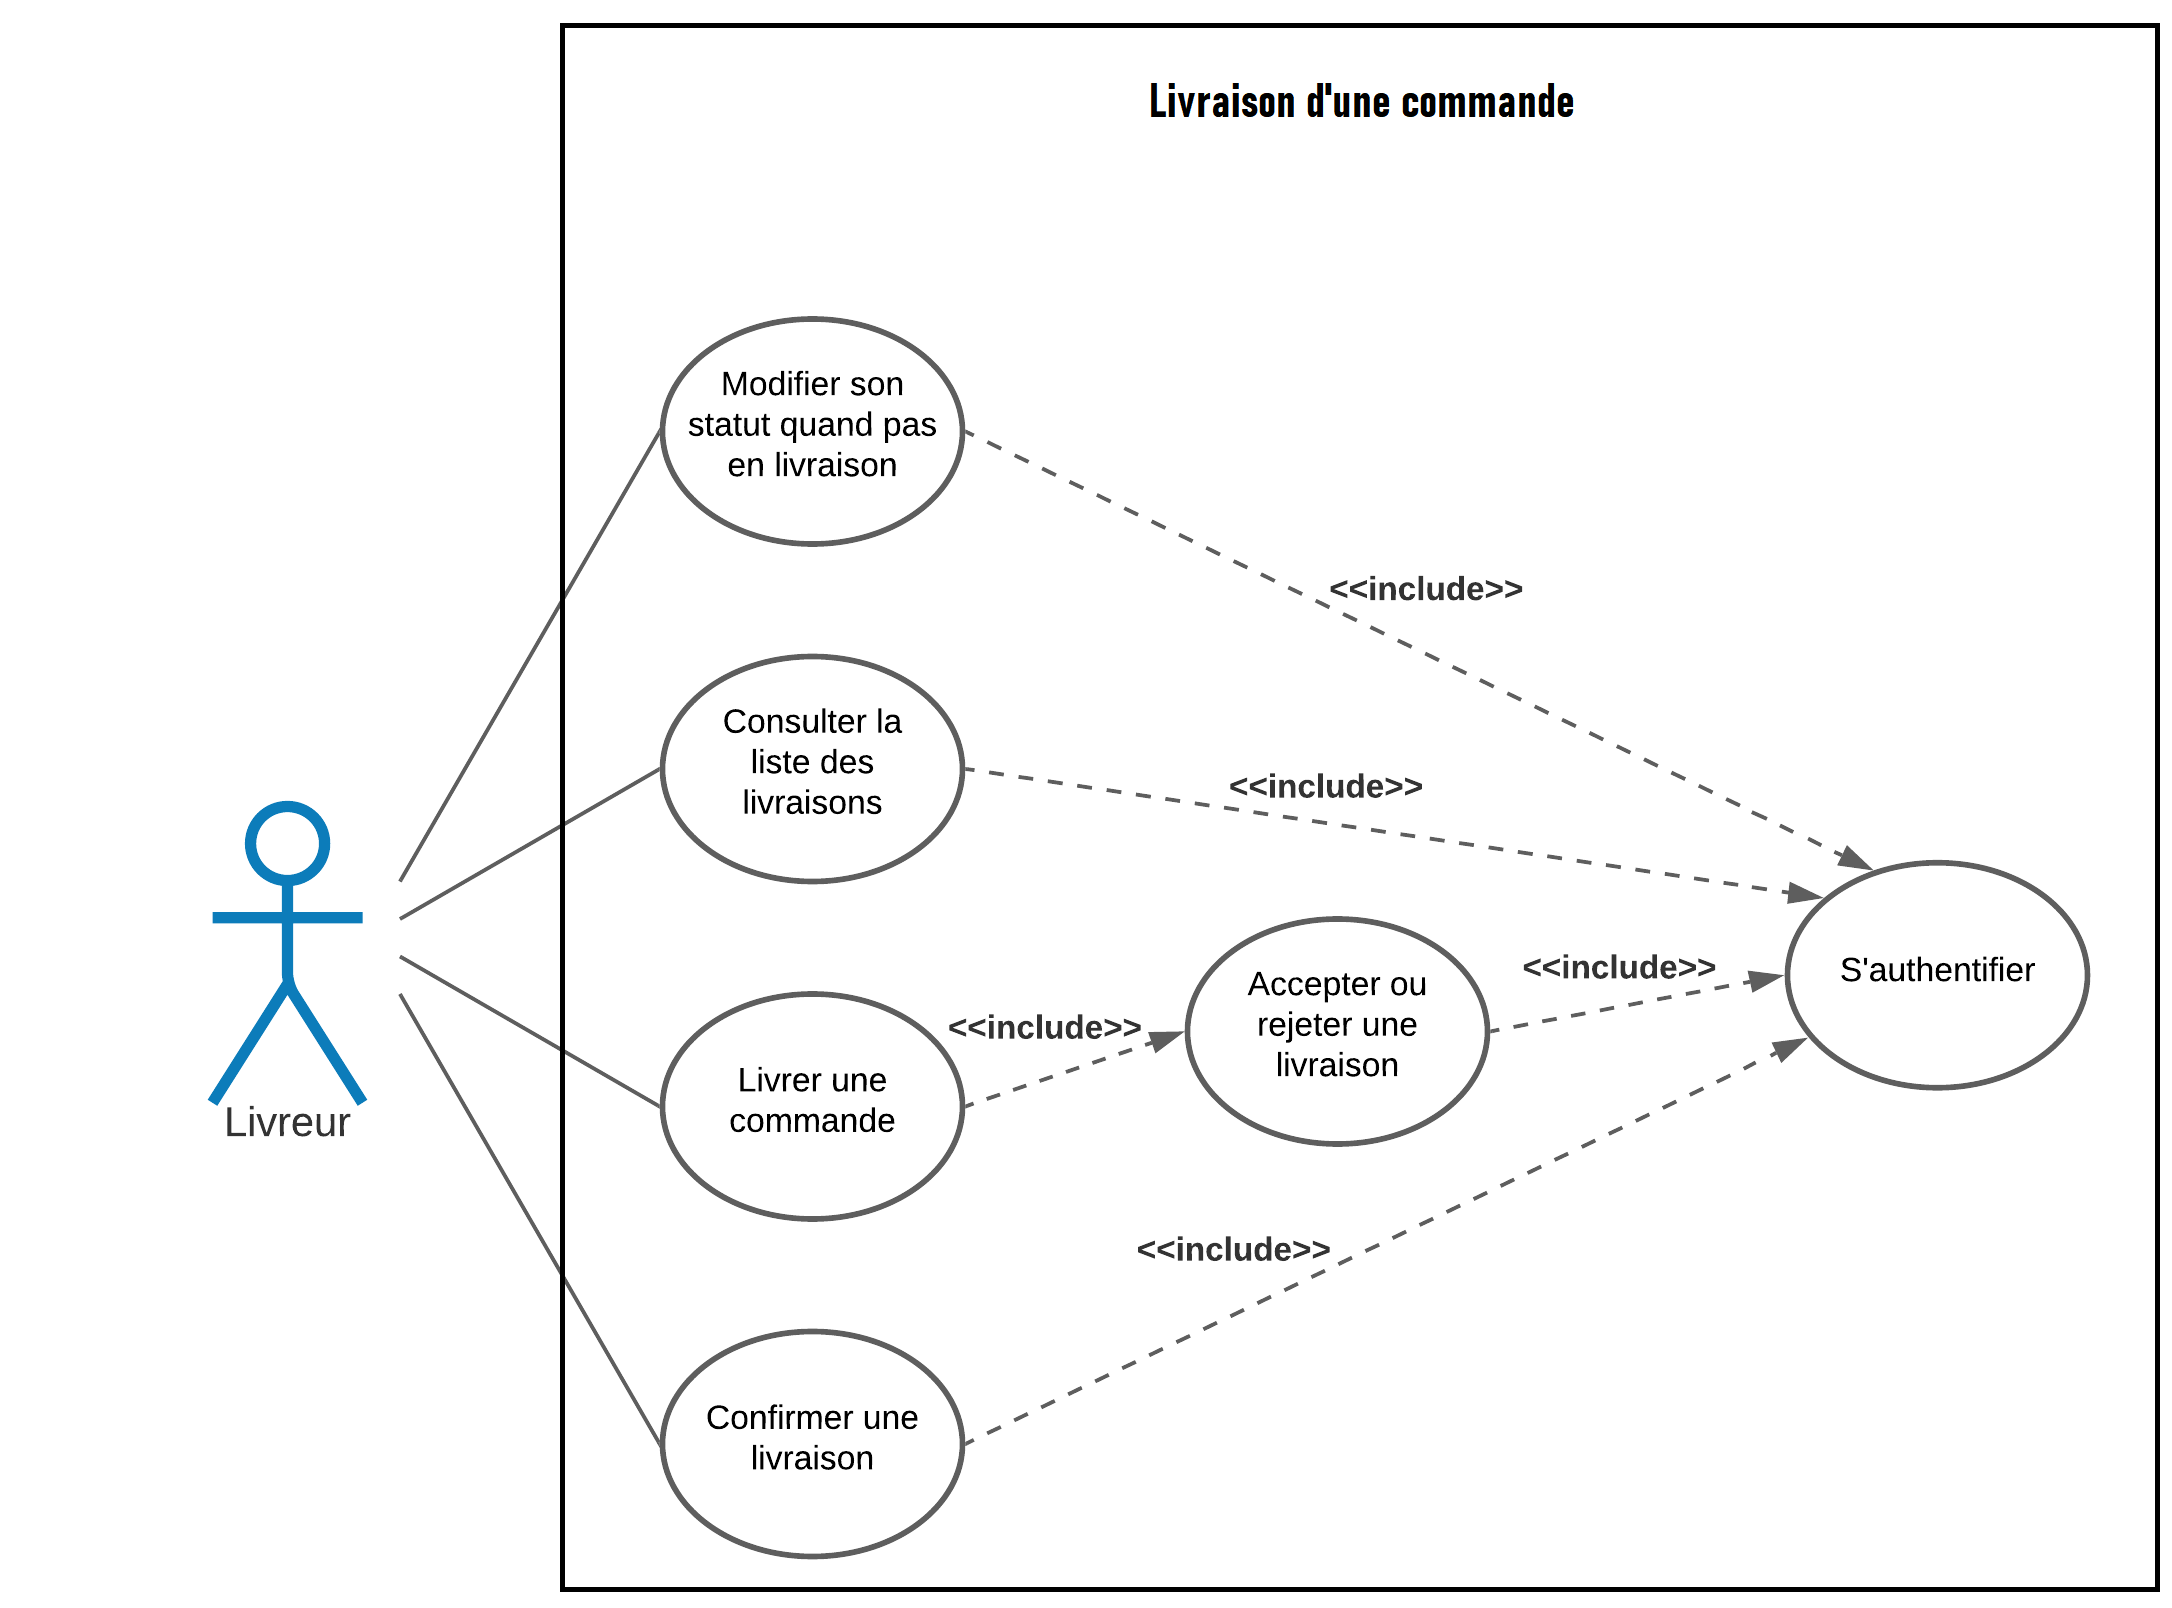 Livraison d'une commande
Modifier son
statut quand pas
en livraison
<<include>>
Consulter la
liste des
livraisons
<<include>>
Livreur
Livrer une
commande
<<include>>
Accepter ou
rejeter une
livraison
<<include>>
S'authentifier
<<include>>
Confirmer une
livraison